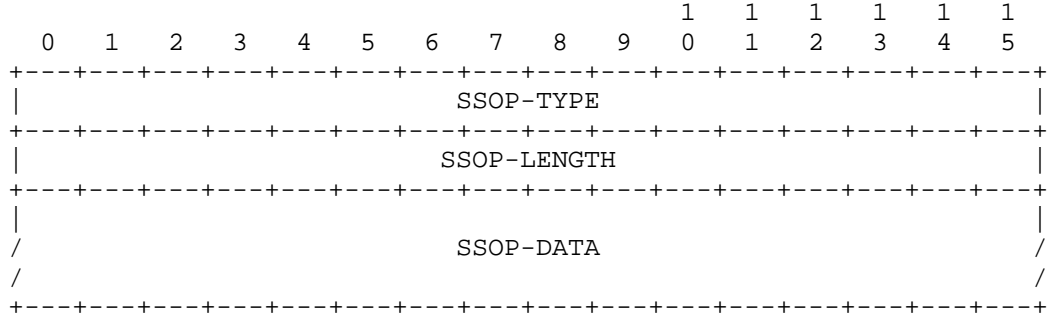 1   1   1   1   1   1
   0   1   2   3   4   5   6   7   8   9   0   1   2   3   4   5
 +---+---+---+---+---+---+---+---+---+---+---+---+---+---+---+---+
 |                           SSOP-TYPE                           |
 +---+---+---+---+---+---+---+---+---+---+---+---+---+---+---+---+
 |                          SSOP-LENGTH                          |
 +---+---+---+---+---+---+---+---+---+---+---+---+---+---+---+---+
 |                                                               |
 /                           SSOP-DATA                           /
 /                                                               /
 +---+---+---+---+---+---+---+---+---+---+---+---+---+---+---+---+